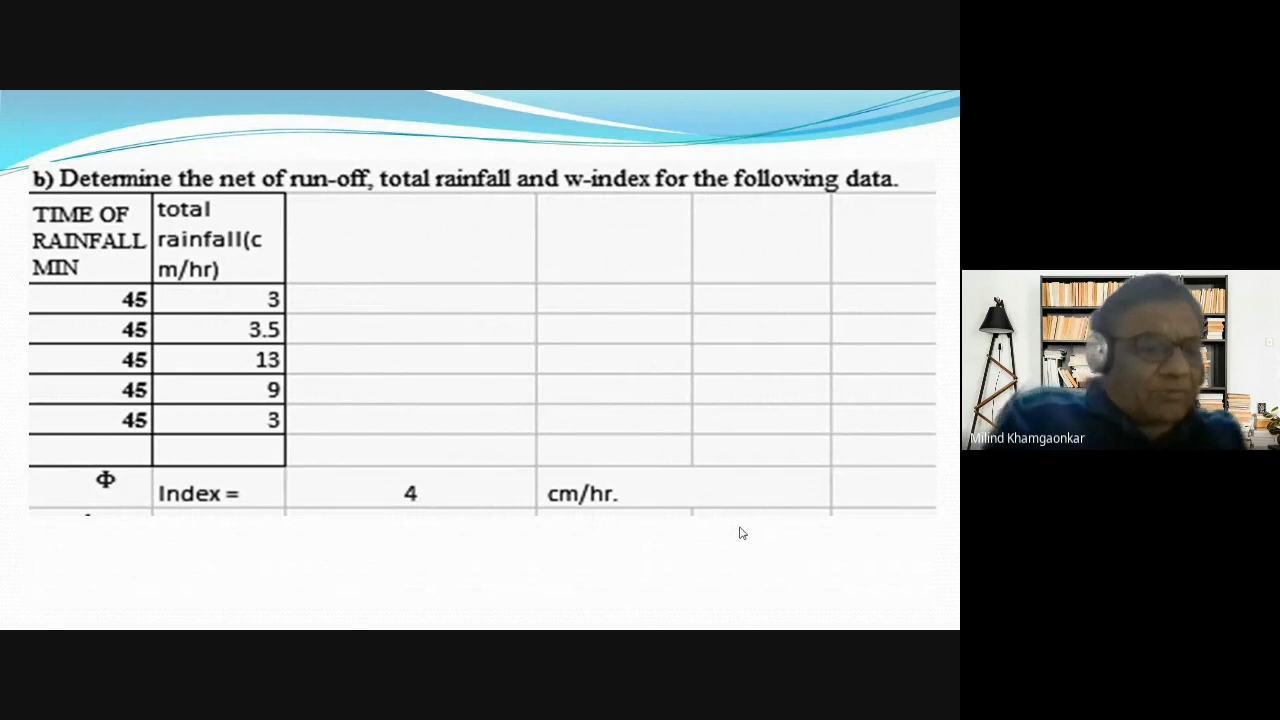 b) Determine the net of run-off, total rainfall and w-index for the following data.
TIME OF
RAINFALL
MIN
total
rainfall(c
m/hr)
45 3
45 3.5
45 13
45 9
45 3
Φ
Index = 4 cm/hr.
Milind Khamgaonkar